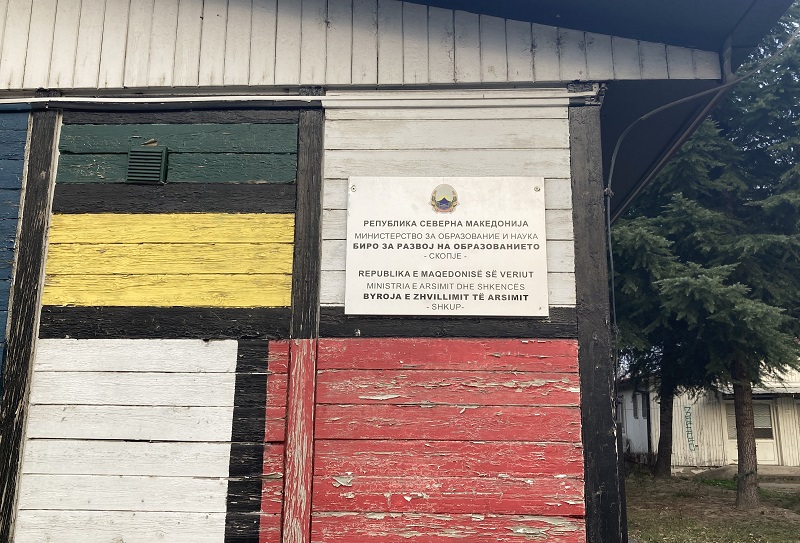 РЕПУБЛИКА СЕВЕРНА МАКЕДОНИЈА
МИНИСТЕРСТВО ЗА ОБРАЗОВАНИЕ И НАУКА
БИРО ЗА РАЗВОЈ НА ОБРАЗОВАНИЕТО
- СКОПЈЕ -
REPUBLIKA E MAQEDONISË SË VERIUT
MINISTRIA E ARSIMIT DHE SHKENCËS
BYROJA E ZHVILLIMIT TË ARSIMIT
- SHKUP-